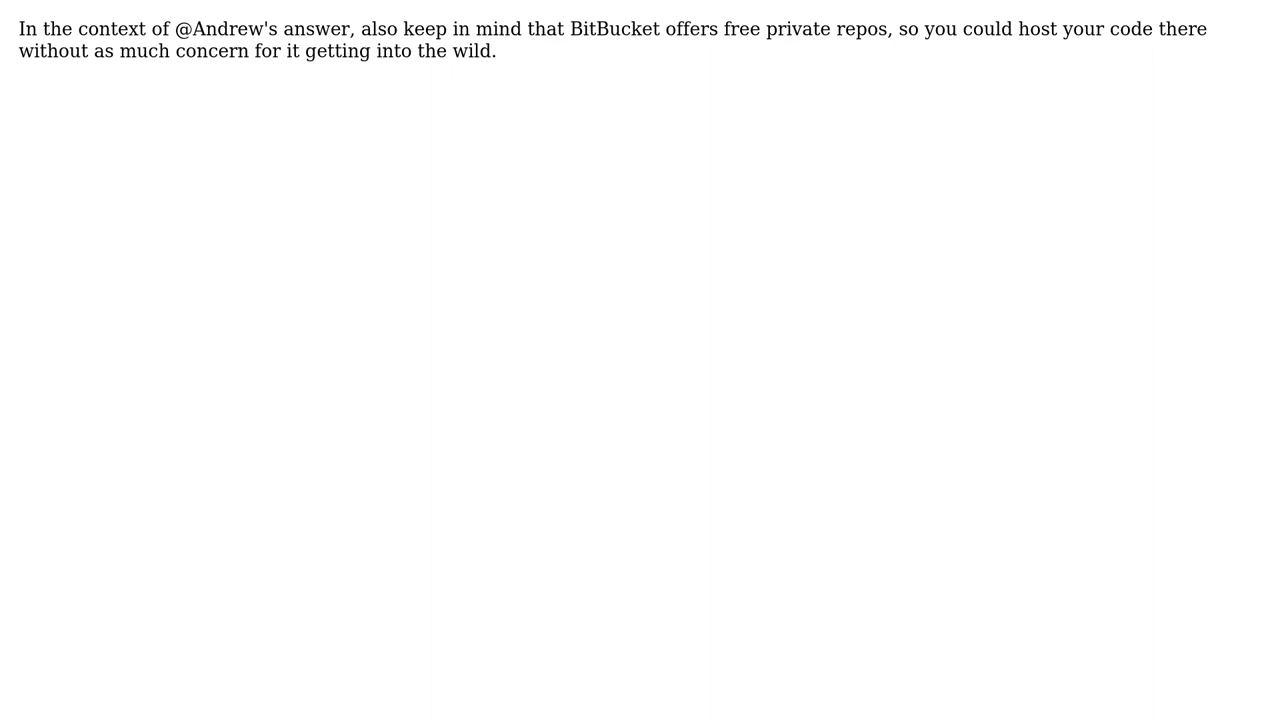 In the context of @Andrew's answer, also keep in mind that BitBucket offers free private repos, so you could host your code there
without as much concern for it getting into the wild.